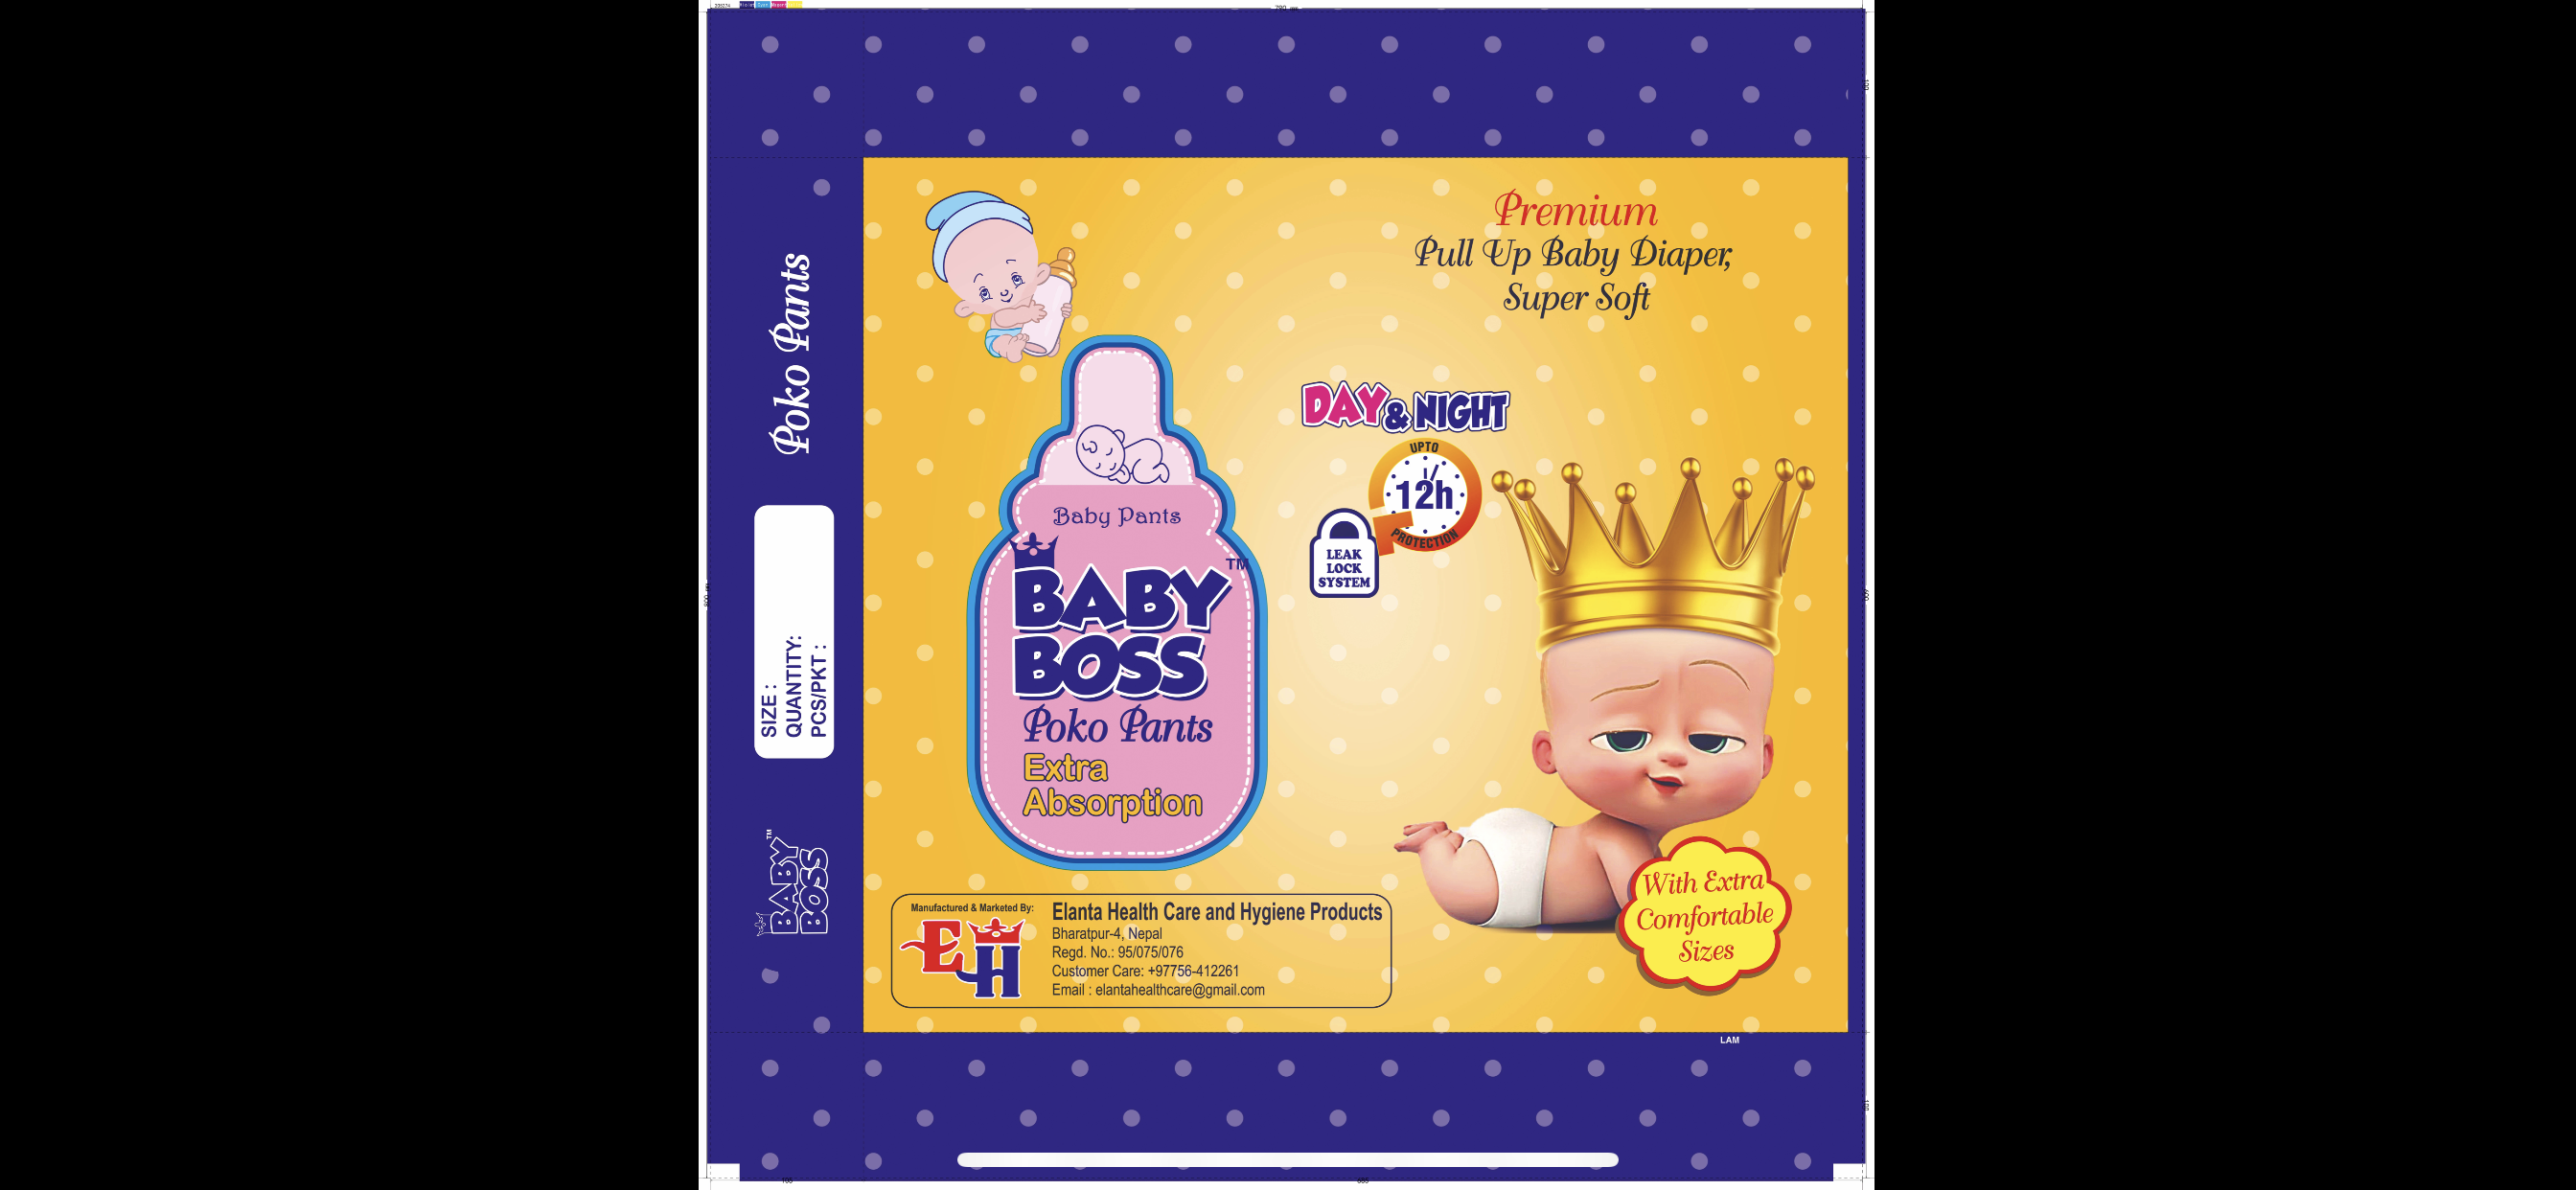 Premium
Pull Up Baby Diaper,
Super Soft
DAY & NIGHT
UPTO
12h
PROTECTION
LEAK
LOCK
SYSTEM
Baby Pants
BABY TM
BOSS
Poko Pants
Extra
Absorption
With Extra
Comfortable
Sizes
Manufactured & Marketed By:
EH
Elanta Health Care and Hygiene Products
Bharatpur-4, Nepal
Regd. No.: 95/075/076
Customer Care: +97756-412261
Email : elantahealthcare@gmail.com
Poko Pants
SIZE :
QUANTITY:
PCS/PKT :
BABY TM
BOSS
LAM